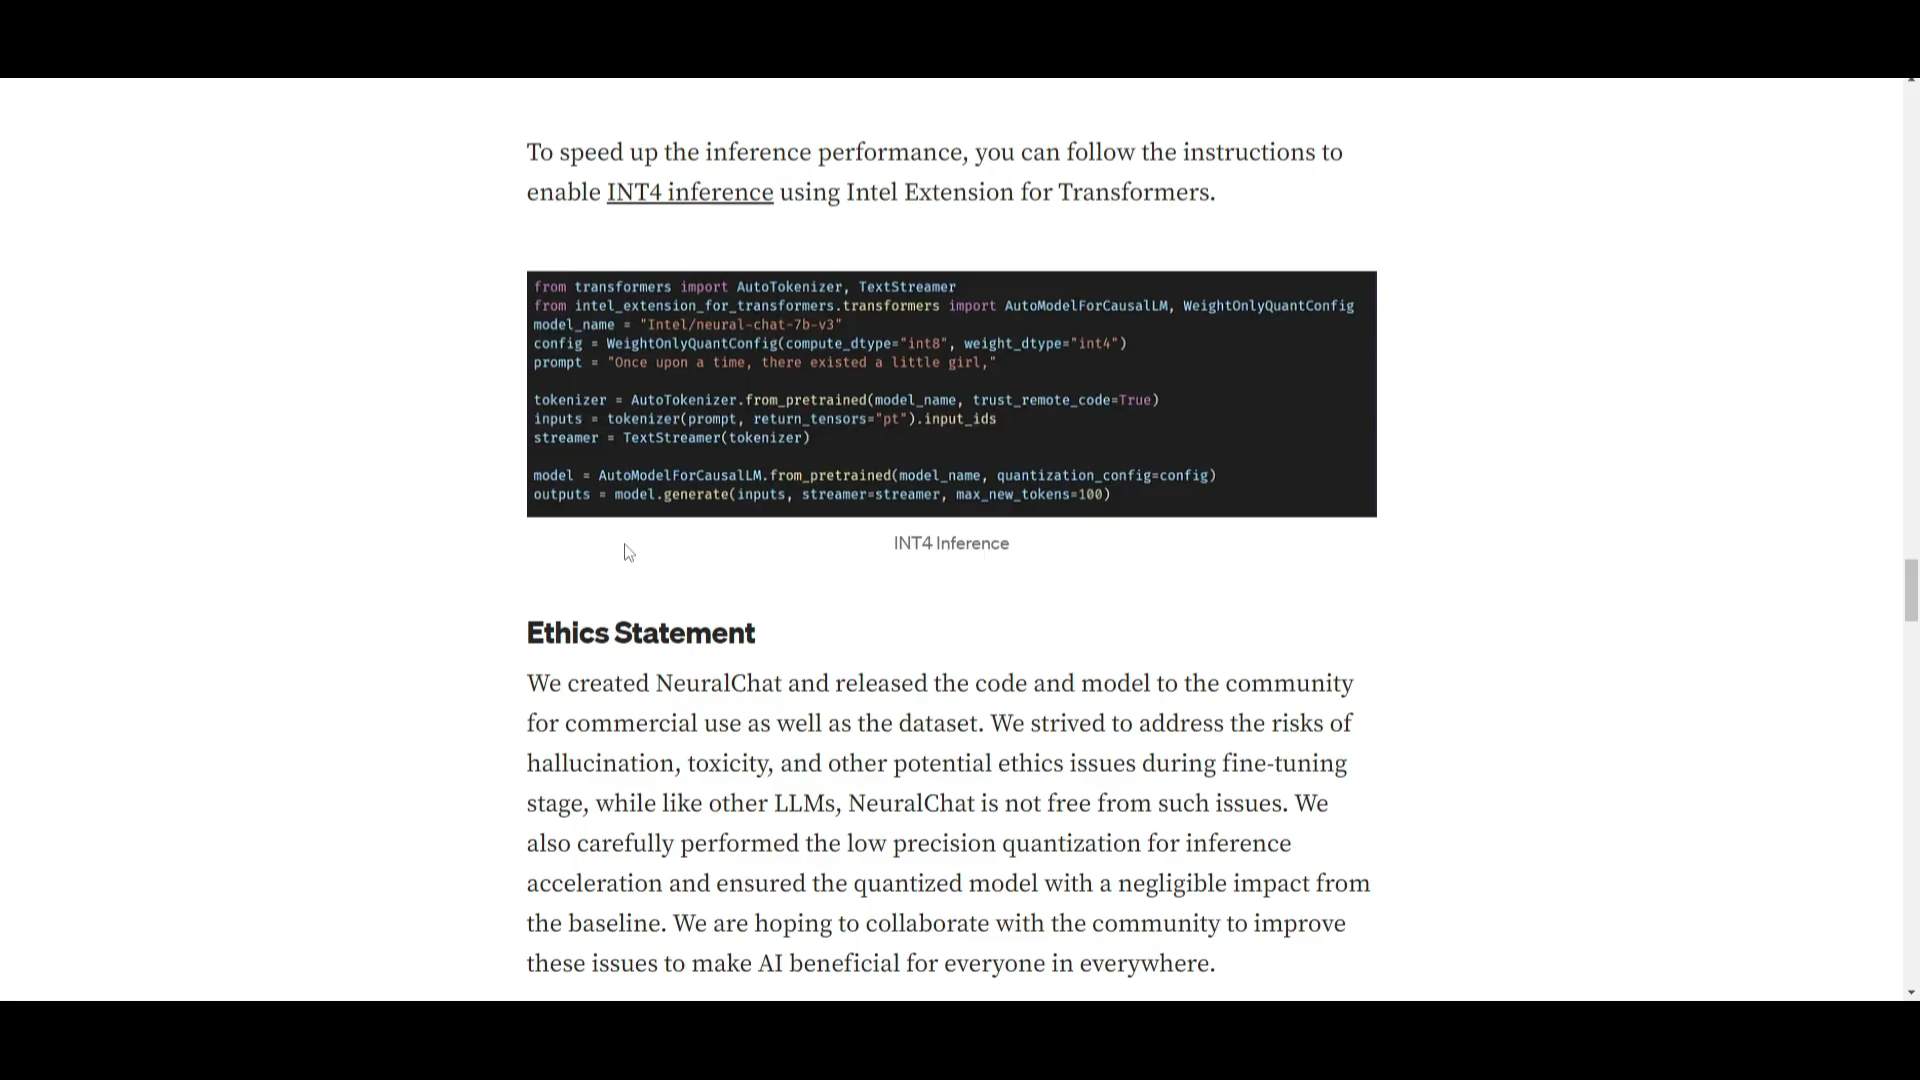 To speed up the inference performance, you can follow the instructions to
enable INT4 inference using Intel Extension for Transformers.
from transformers import AutoTokenizer, TextStreamer
from intel_extension_for_transformers.transformers import AutoModelForCausalLM, WeightOnlyQuantConfig
model_name = "Intel/neural-chat-7b-v3"
config = WeightOnlyQuantConfig(compute_dtype="int8", weight_dtype="int4")
prompt = "Once upon a time, there existed a little girl,"
tokenizer = AutoTokenizer.from_pretrained(model_name, trust_remote_code=True)
inputs = tokenizer(prompt, return_tensors="pt").input_ids
streamer = TextStreamer(tokenizer)
model = AutoModelForCausalLM.from_pretrained(model_name, quantization_config=config)
outputs = model.generate(inputs, streamer=streamer, max_new_tokens=100)
INT4 Inference
Ethics Statement
We created NeuralChat and released the code and model to the community
for commercial use as well as the dataset. We strived to address the risks of
hallucination, toxicity, and other potential ethics issues during fine-tuning
stage, while like other LLMs, NeuralChat is not free from such issues. We
also carefully performed the low precision quantization for inference
acceleration and ensured the quantized model with a negligible impact from
the baseline. We are hoping to collaborate with the community to improve
these issues to make AI beneficial for everyone in everywhere.